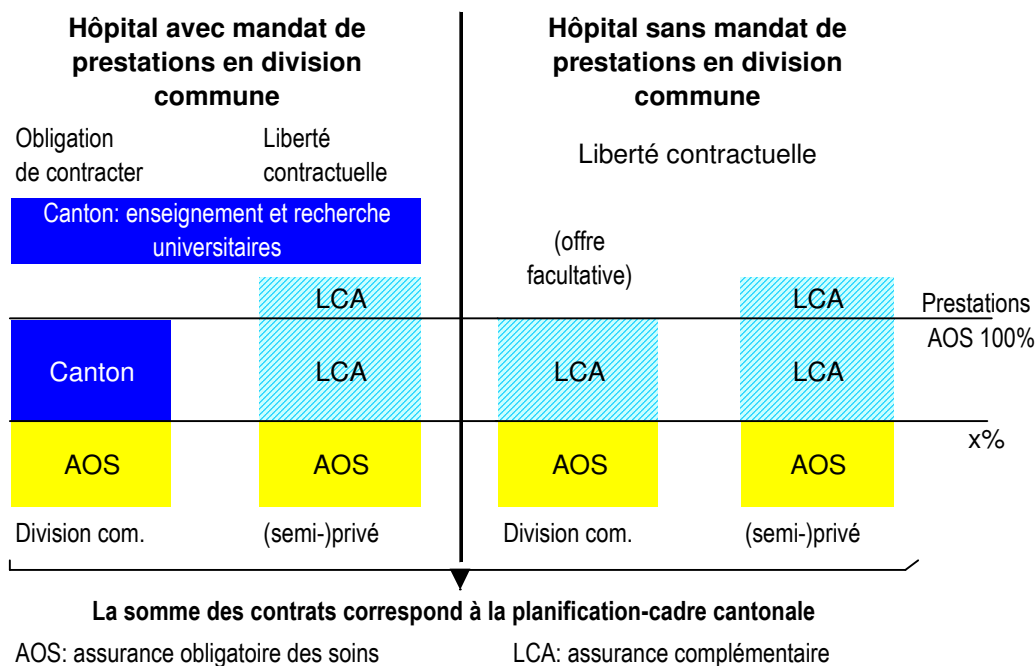 Hôpital avec mandat de
prestations en division
commune
Hôpital sans mandat de
prestations en division
commune
Obligation
de contracter
Liberté
contractuelle
Liberté contractuelle
Canton: enseignement et recherche
universitaires
(offre
facultative)
LCA
LCA
Prestations
AOS 100%
Canton
LCA
LCA
LCA
x%
AOS
AOS
AOS
AOS
Division com.
(semi-)privé
Division com.
(semi-)privé
La somme des contrats correspond à la planification-cadre cantonale
AOS: assurance obligatoire des soins
LCA: assurance complémentaire